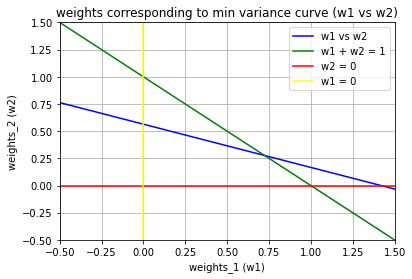 weights corresponding to min variance curve (w1 vs w2)
w1 vs w2
w1 + w2 = 1
w2 = 0
w1 = 0
weights_2 (w2)
1.50
1.25
1.00
0.75
0.50
0.25
0.00
−0.25
−0.50
−0.50 −0.25 0.00 0.25 0.50 0.75 1.00 1.25 1.50
weights_1 (w1)